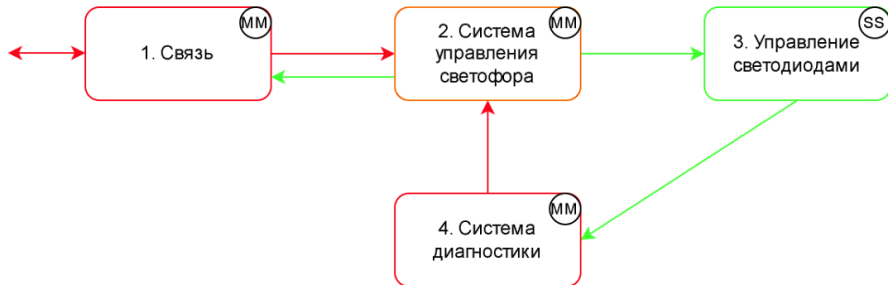 1. Связь
MM
2. Система
управления
светофора
MM
3. Управление
светодиодами
SS
4. Система
диагностики
MM